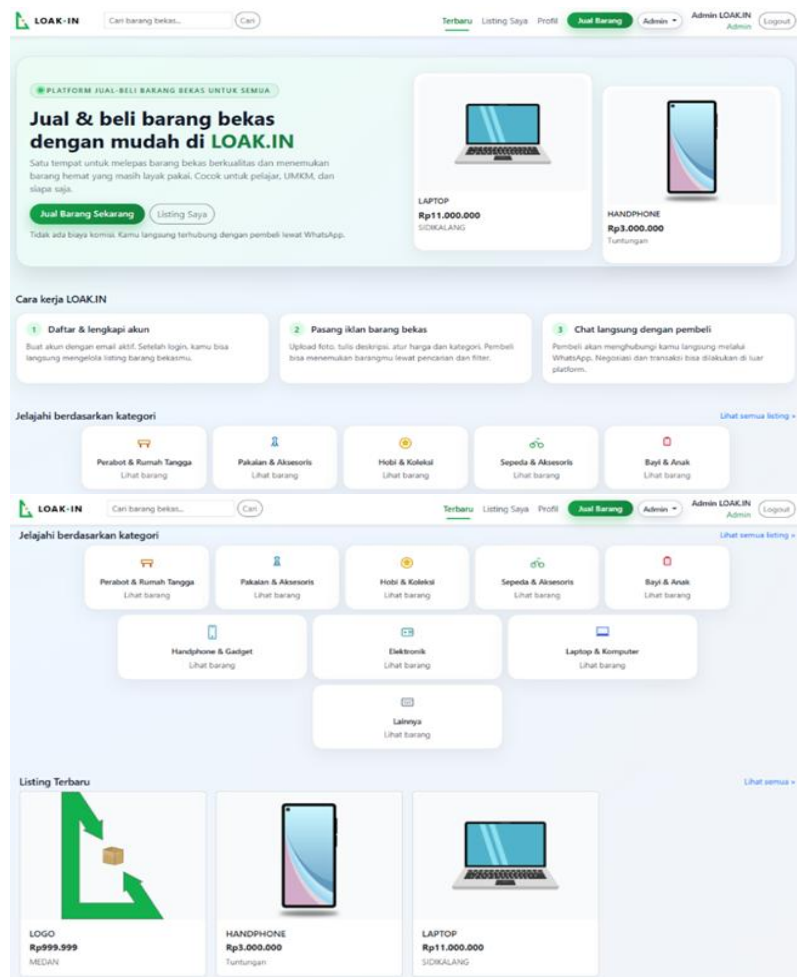 LOAK-IN
Cari barang bekas...
Cari
Terbaru
Listing Saya
Profil
Jual Barang
Admin
Admin LOAK.IN
Admin
Logout
PLATFORM JUAL-BELI BARANG BEKAS UNTUK SEMUA
Jual & beli barang bekas
dengan mudah di LOAK.IN
Satu tempat untuk melepas barang bekas berkualitas dan menemukan
barang hemat yang masih layak pakai. Cocok untuk pelajar, UMKM, dan
siapa saja.
Jual Barang Sekarang
Listing Saya
Tidak ada biaya komisi. Kamu langsung terhubung dengan pembeli lewat WhatsApp.
LAPTOP
Rp11.000.000
SIDIKALANG
HANDPHONE
Rp3.000.000
Tuntungan
Cara kerja LOAK.IN
1 Daftar & lengkapi akun
Buat akun dengan email aktif. Setelah login, kamu bisa
langsung mengelola listing barang bekasmu.
2 Pasang iklan barang bekas
Upload foto, tulis deskripsi, atur harga dan kategori. Pembeli
bisa menemukan barangmu lewat pencarian dan filter.
3 Chat langsung dengan pembeli
Pembeli akan menghubungi kamu langsung melalui
WhatsApp. Negosiasi dan transaksi bisa dilakukan di luar
platform.
Jelajahi berdasarkan kategori
Lihat semua listing »
Perabot & Rumah Tangga
Lihat barang
Pakaian & Aksesoris
Lihat barang
Hobi & Koleksi
Lihat barang
Sepeda & Aksesoris
Lihat barang
Bayi & Anak
Lihat barang
LOAK-IN
Cari barang bekas...
Cari
Terbaru
Listing Saya
Profil
Jual Barang
Admin
Admin LOAK.IN
Admin
Logout
Jelajahi berdasarkan kategori
Lihat semua listing »
Perabot & Rumah Tangga
Lihat barang
Pakaian & Aksesoris
Lihat barang
Hobi & Koleksi
Lihat barang
Sepeda & Aksesoris
Lihat barang
Bayi & Anak
Lihat barang
Handphone & Gadget
Lihat barang
Elektronik
Lihat barang
Laptop & Komputer
Lihat barang
Lainnya
Lihat barang
Listing Terbaru
Lihat semua »
LOGO
Rp999.999
MEDAN
HANDPHONE
Rp3.000.000
Tuntungan
LAPTOP
Rp11.000.000
SIDIKALANG